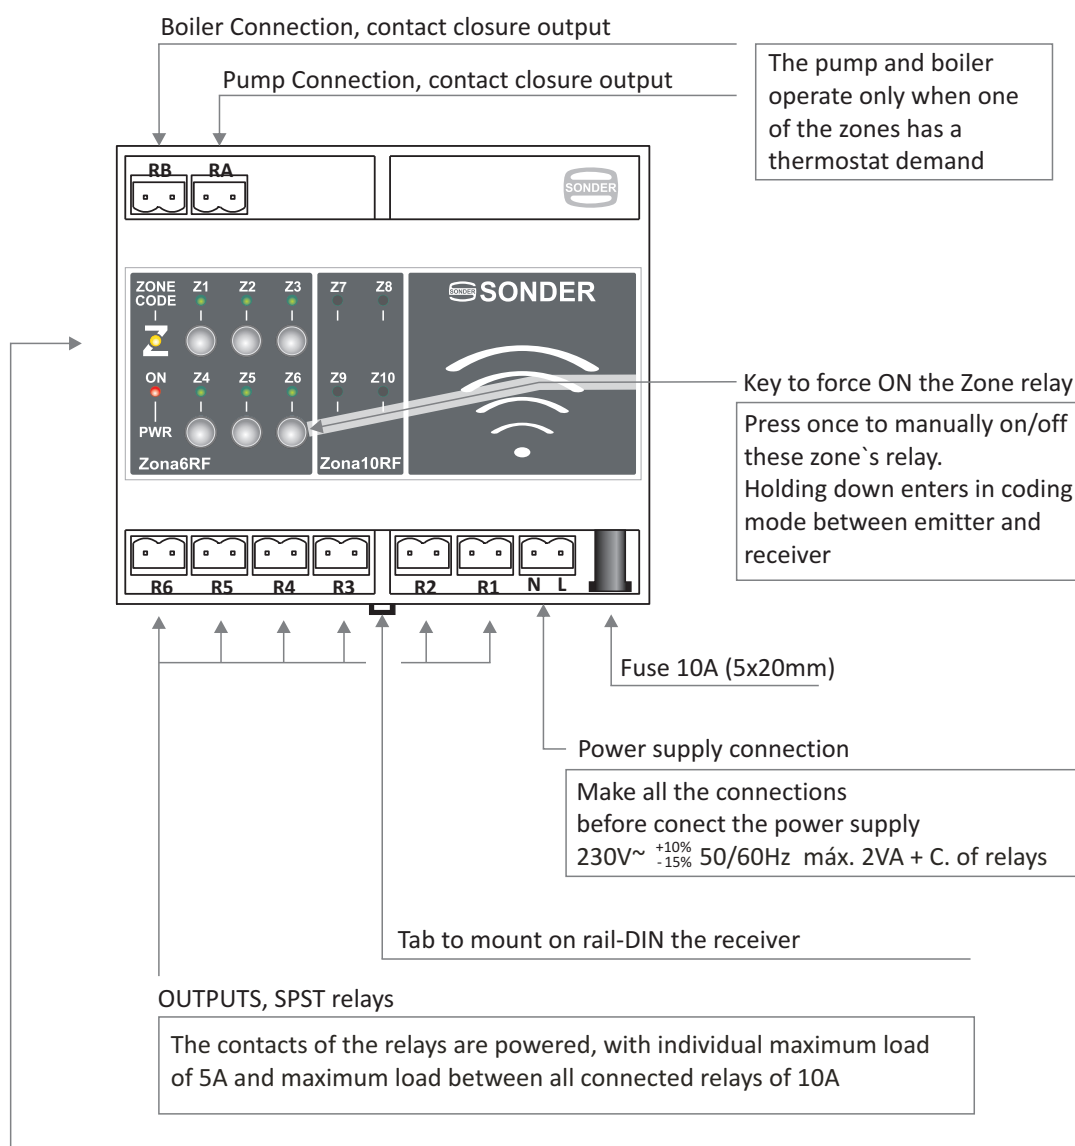 Boiler Connection, contact closure output
Pump Connection, contact closure output
The pump and boiler
operate only when one
of the zones has a
thermostat demand
RB RA
SONDER
ZONE CODE Z1 Z2 Z3 Z7 Z8
SONDER SONDER
Z
ON Z4 Z5 Z6 Z9 Z10
PWR
Zona6RF Zona10RF
Key to force ON the Zone relay
Press once to manually on/off
these zone`s relay.
Holding down enters in coding
mode between emitter and
receiver
R6 R5 R4 R3 R2 R1 N L
Fuse 10A (5x20mm)
Power supply connection
Make all the connections
before conect the power supply
230V~ +10% -15% 50/60Hz máx. 2VA + C. of relays
Tab to mount on rail-DIN the receiver
OUTPUTS, SPST relays
The contacts of the relays are powered, with individual maximum load
of 5A and maximum load between all connected relays of 10A